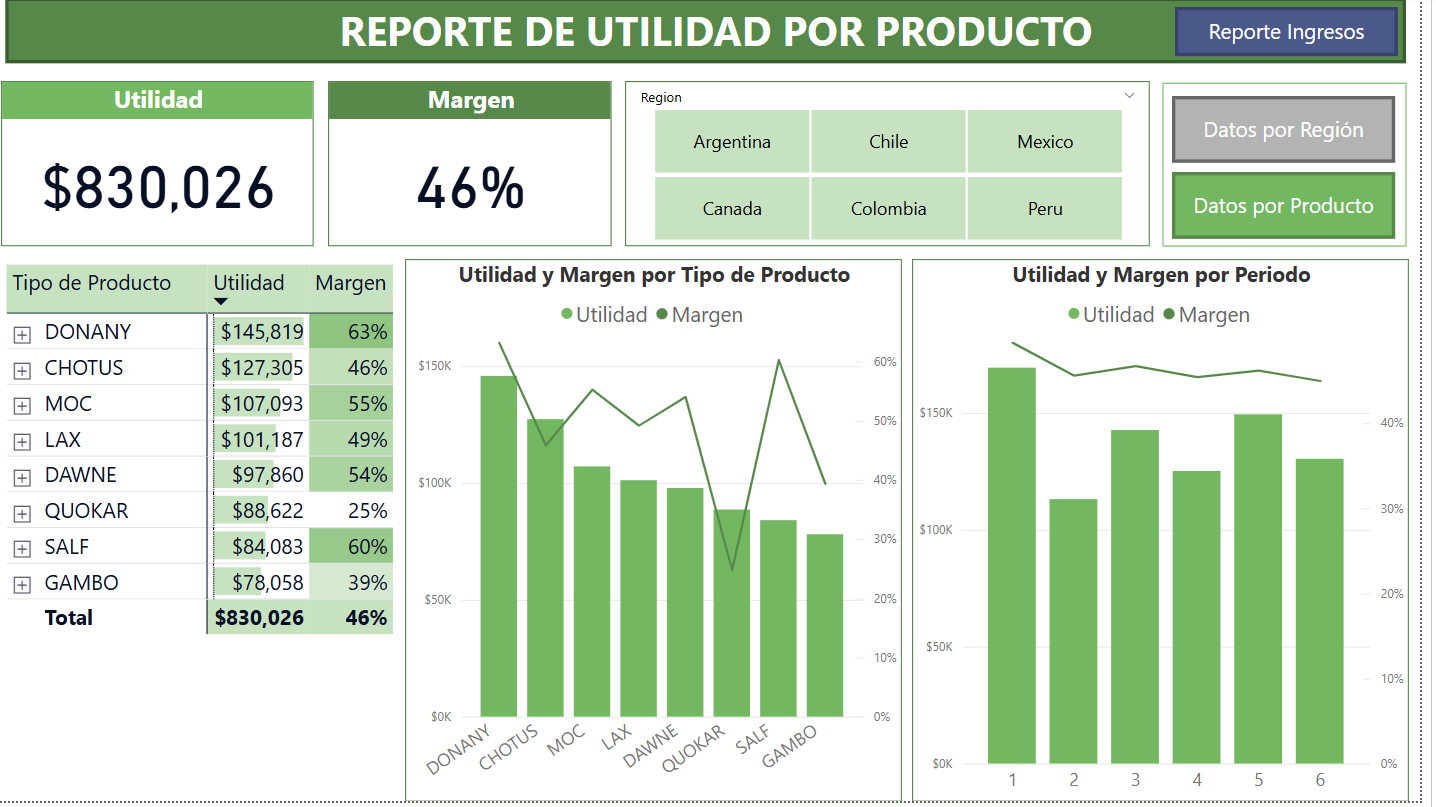 REPORTE DE UTILIDAD POR PRODUCTO
Reporte Ingresos
Utilidad
$830,026
Margen
46%
Region
Argentina Chile Mexico
Canada Colombia Peru
Datos por Región
Datos por Producto
Tipo de Producto Utilidad Margen
DONANY $145,819 63%
CHOTUS $127,305 46%
MOC $107,093 55%
LAX $101,187 49%
DAWNE $97,860 54%
QUOKAR $88,622 25%
SALF $84,083 60%
GAMBO $78,058 39%
Total $830,026 46%
Utilidad y Margen por Tipo de Producto
Utilidad Margen
$150K
$100K
$50K
$0K
60%
50%
40%
30%
20%
10%
0%
DONANY CHOTUS MOC LAX DAWNE QUOKAR SALF GAMBO
Utilidad y Margen por Periodo
Utilidad Margen
$150K
$100K
$50K
$0K
40%
30%
20%
10%
0%
1 2 3 4 5 6